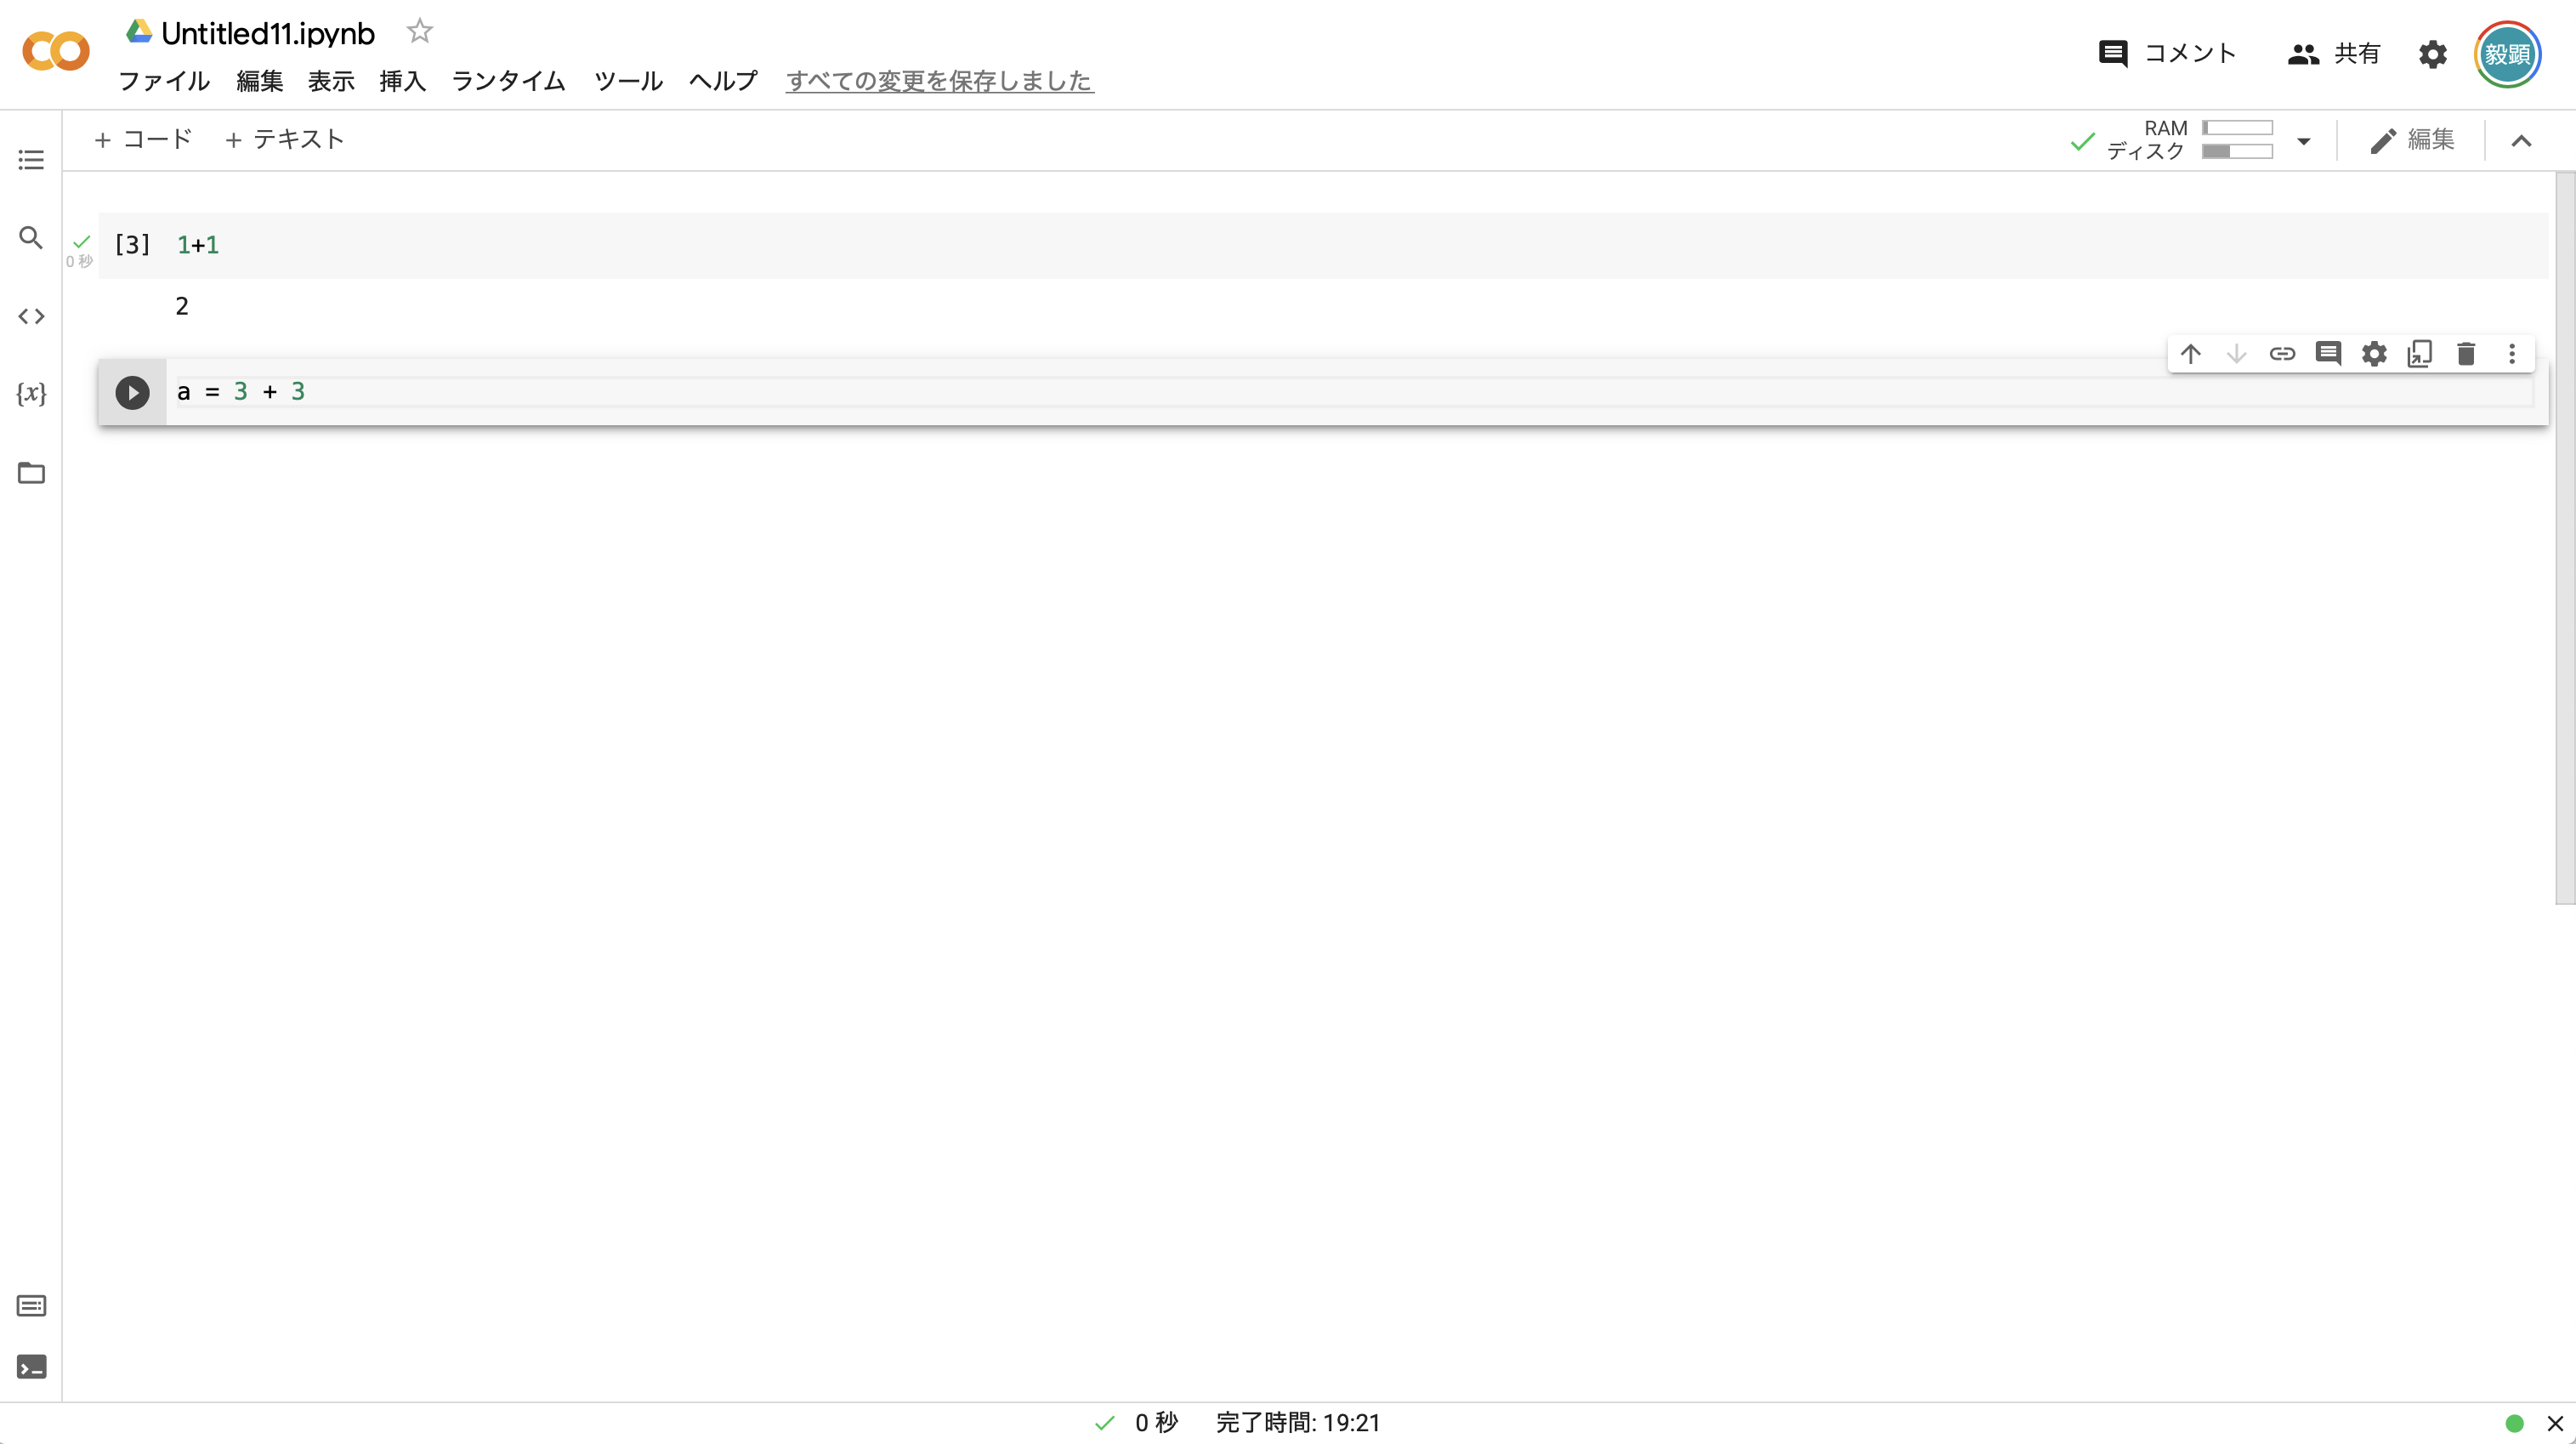 Untitled11.ipynb
ファイル 編集 表示 挿入 ランタイム ツール ヘルプ すべての変更を保存しました
コメント 共有 毅顕
+ コード + テキスト
RAM
ディスク
編集
[3] 1+1
0 秒
2
{x}
a = 3 + 3
0 秒 完了時間: 19:21